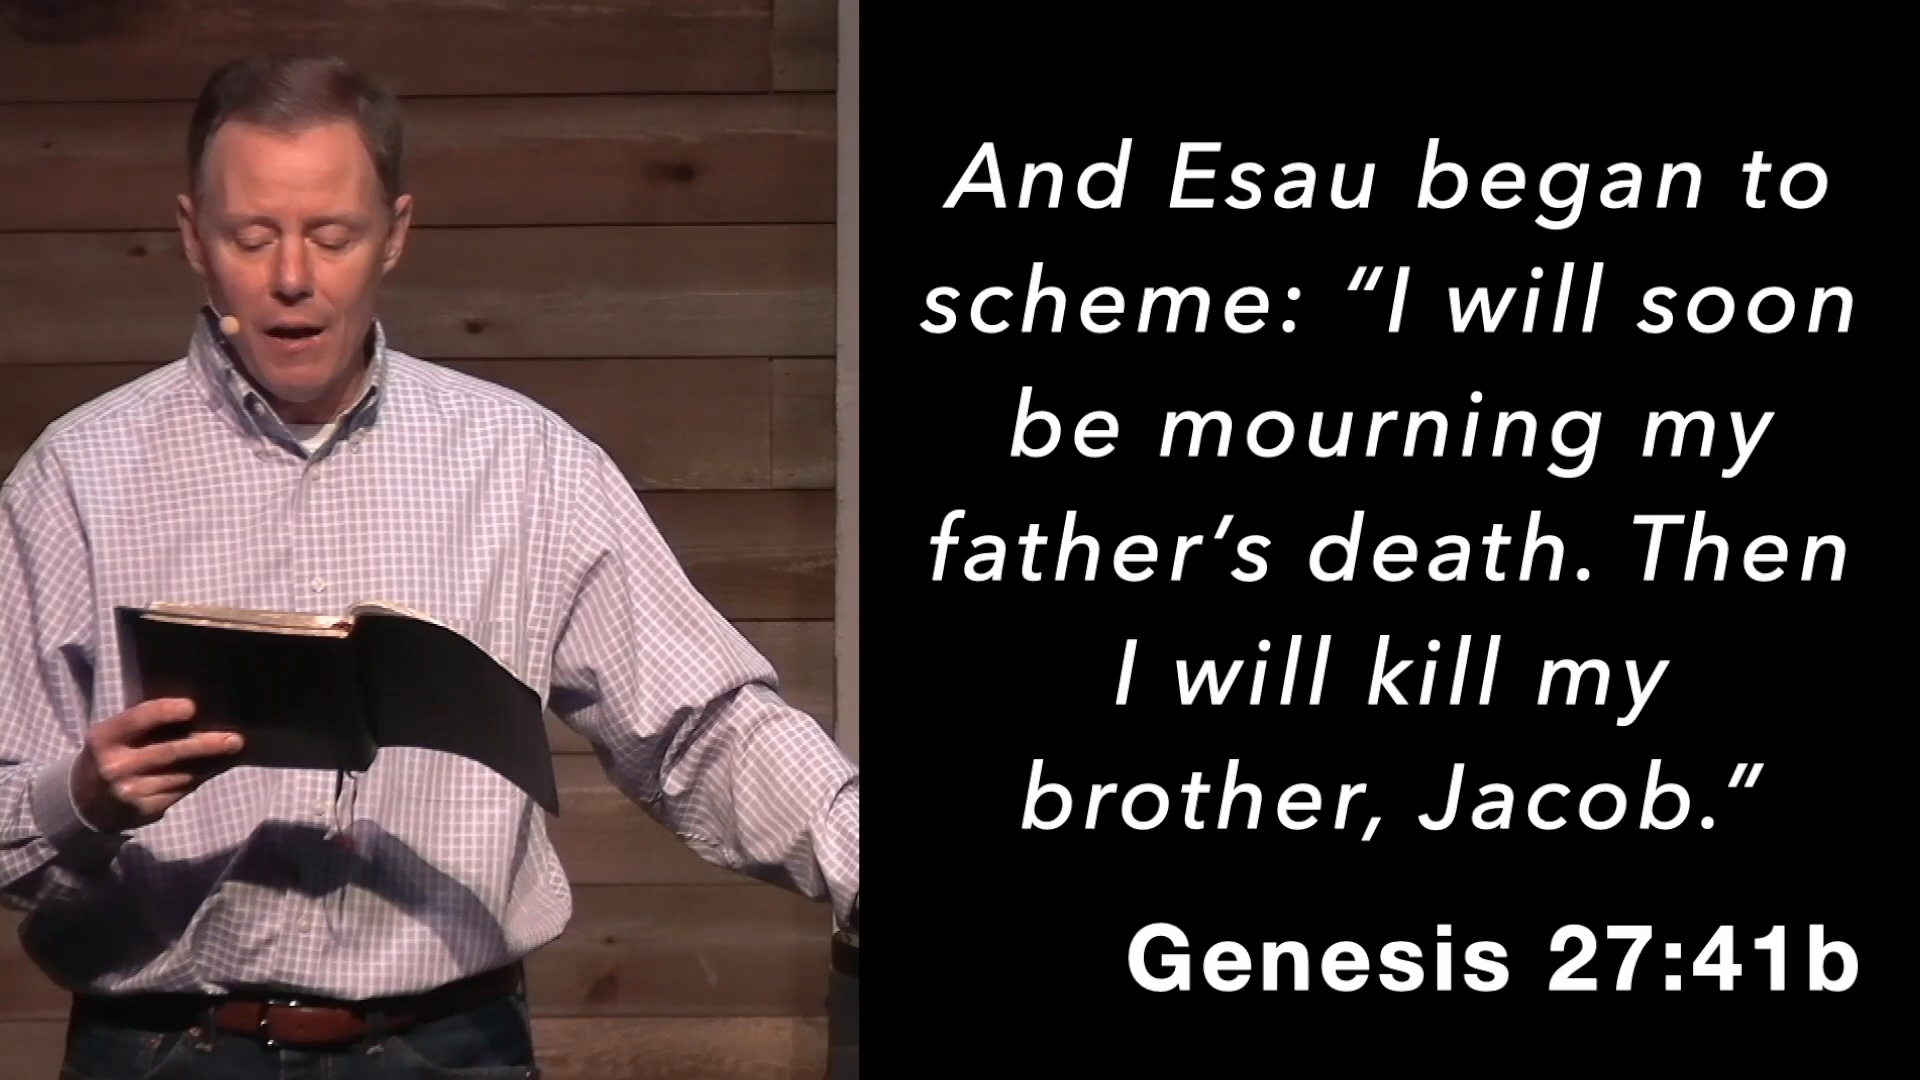 And Esau began to
scheme: “I will soon
be mourning my
father’s death. Then
I will kill my
brother, Jacob.”
Genesis 27:41b